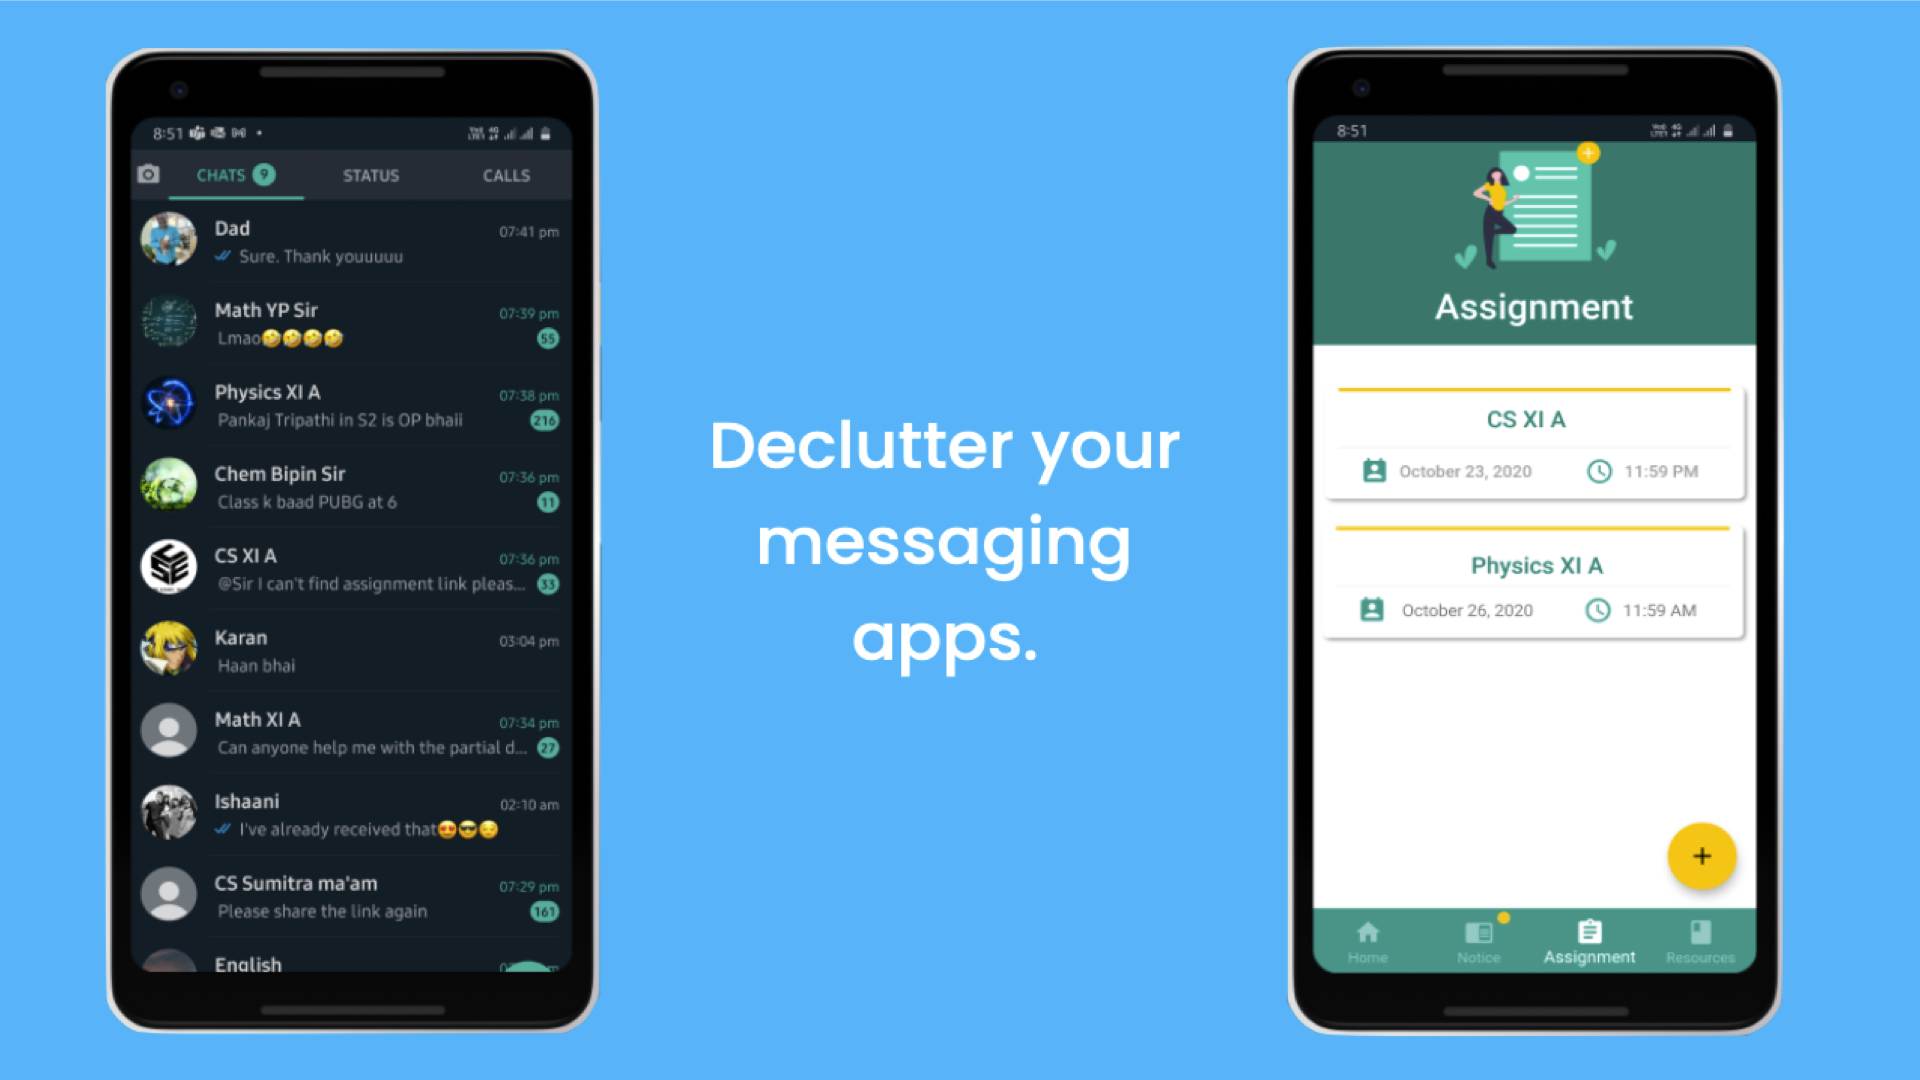 8:51
CHATS 9 STATUS CALLS
Dad 07:41 pm
Sure. Thank youuuuu
Math YP Sir 07:39 pm
Lmao🤣🤣🤣🤣 55
Physics XI A 07:38 pm
Pankaj Tripathi in S2 is OP bhaii 216
Chem Bipin Sir 07:36 pm
Class k baad PUBG at 6 11
CS XI A 07:36 pm
@Sir I can't find assignment link pleas... 33
Karan 03:04 pm
Haan bhai
Math XI A 07:34 pm
Can anyone help me with the partial d... 27
Ishaani 02:10 am
I've already received that😍😎😏
CS Sumitra ma'am 07:29 pm
Please share the link again 161
English
Declutter your
messaging
apps.
8:51
Assignment
CS XI A
October 23, 2020 11:59 PM
Physics XI A
October 26, 2020 11:59 AM
+
Home Notice Assignment Resources